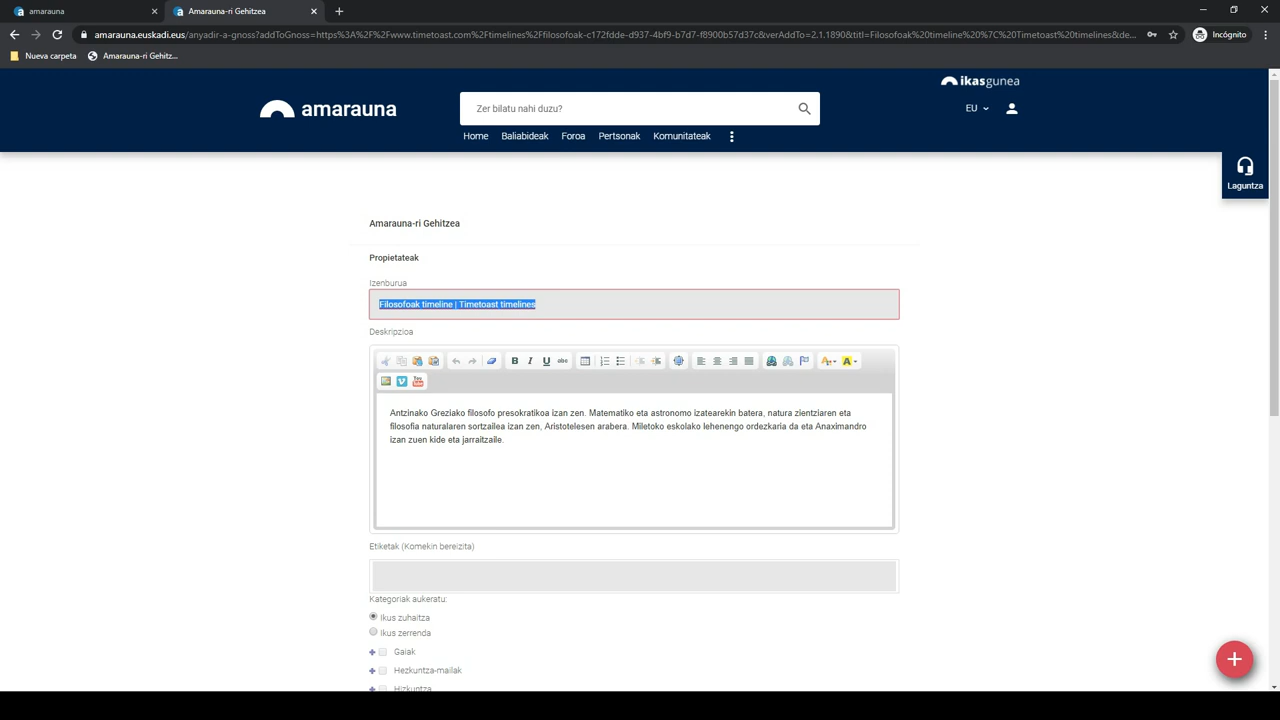 amarauna
Amarauna-ri Gehitzea
amarauna.euskadi.eus/anyadir-a-gnoss?addToGnoss=https%3A%2F%2Fwww.timetoast.com%2Ftimelines%2Ffilosofoak-c172fdde-d937-4bf9-b7d7-f8900b57d37c&verAddTo=2.1.1890&titl=Filosofoak%20timeline%20%7C%20Timetoast%20timelines&de...
Incógnito
Nueva carpeta
Amarauna-ri Gehitz...
ikasgunea
amarauna
Zer bilatu nahi duzu?
EU
Home Baliabideak Foroa Pertsonak Komunitateak
Laguntza
Amarauna-ri Gehitzea
Propietateak
Izenburua
Filosofoak timeline | Timetoast timelines
Deskripzioa
B I U abc
Antzinako Greziako filosofo presokratikoa izan zen. Matematiko eta astronomo izatearekin batera, natura zientziaren eta
filosofia naturalaren sortzailea izan zen, Aristotelesen arabera. Miletoko eskolako lehenengo ordezkaria da eta Anaximandro
izan zuen kide eta jarraitzaile.
Etiketak (Komekin bereizita)
Kategoriak aukeratu:
Ikus zuhaitza
Ikus zerrenda
Gaiak
Hezkuntza-mailak
Hizkuntza